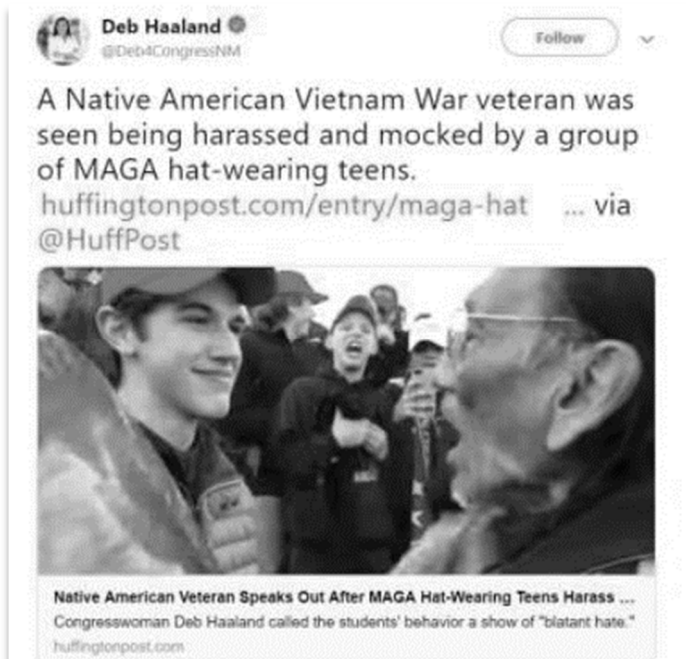 Deb Haaland
@Deb4CongressNM
Follow
A Native American Vietnam War veteran was
seen being harassed and mocked by a group
of MAGA hat-wearing teens.
huffingtonpost.com/entry/maga-hat ... via
@HuffPost
Native American Veteran Speaks Out After MAGA Hat-Wearing Teens Harass ...
Congresswoman Deb Haaland called the students' behavior a show of "blatant hate."
huffingtonpost.com